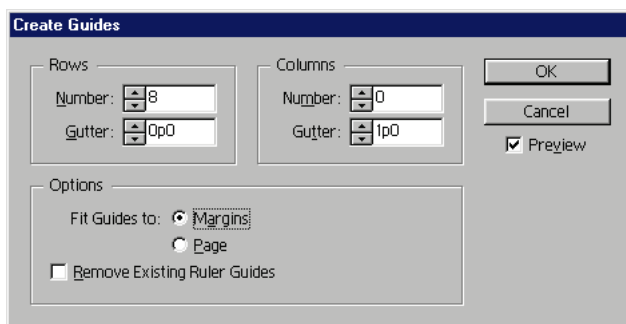 Create Guides
Rows
Number: 8
Gutter: 0p0
Columns
Number: 0
Gutter: 1p0
OK
Cancel
Preview
Options
Fit Guides to: Margins
Page
Remove Existing Ruler Guides